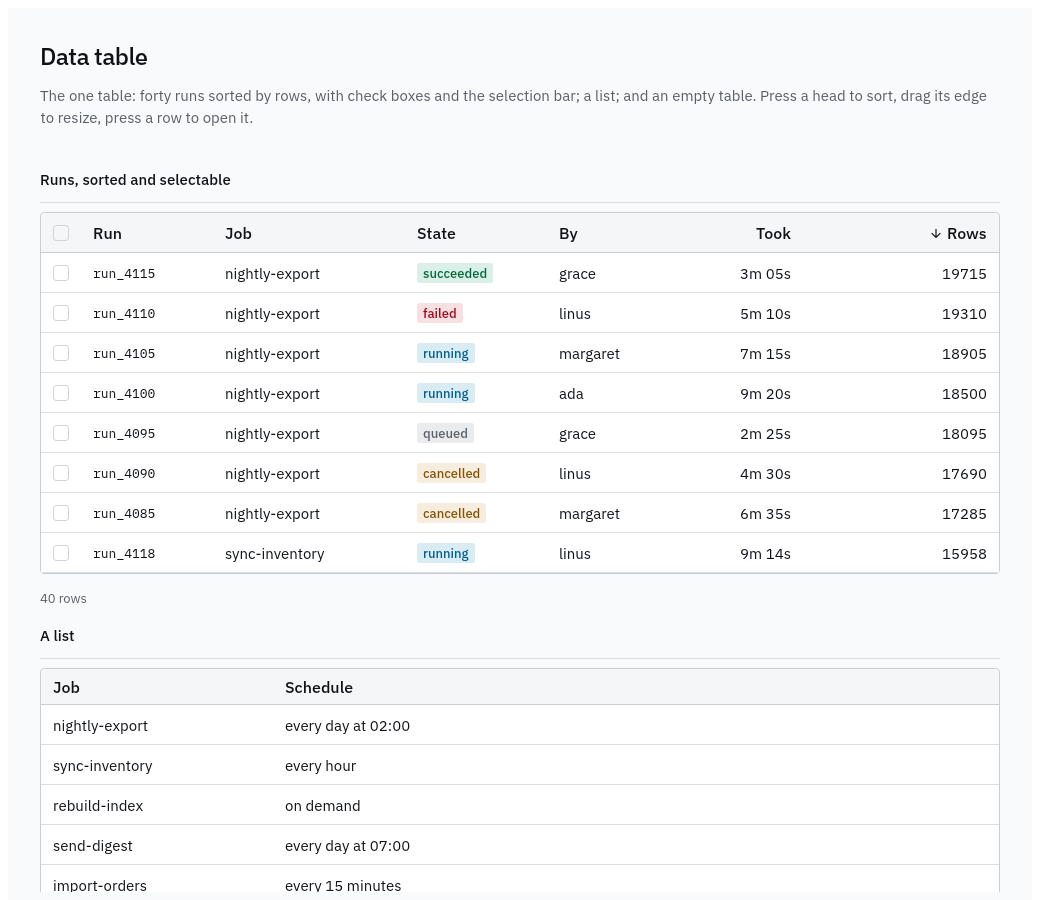 Data table
The one table: forty runs sorted by rows, with check boxes and the selection bar; a list; and an empty table. Press a head to sort, drag its edge
to resize, press a row to open it.
Runs, sorted and selectable
Run Job State By Took ↓ Rows
run_4115 nightly-export succeeded grace 3m 05s 19715
run_4110 nightly-export failed linus 5m 10s 19310
run_4105 nightly-export running margaret 7m 15s 18905
run_4100 nightly-export running ada 9m 20s 18500
run_4095 nightly-export queued grace 2m 25s 18095
run_4090 nightly-export cancelled linus 4m 30s 17690
run_4085 nightly-export cancelled margaret 6m 35s 17285
run_4118 sync-inventory running linus 9m 14s 15958
40 rows
A list
Job Schedule
nightly-export every day at 02:00
sync-inventory every hour
rebuild-index on demand
send-digest every day at 07:00
import-orders every 15 minutes